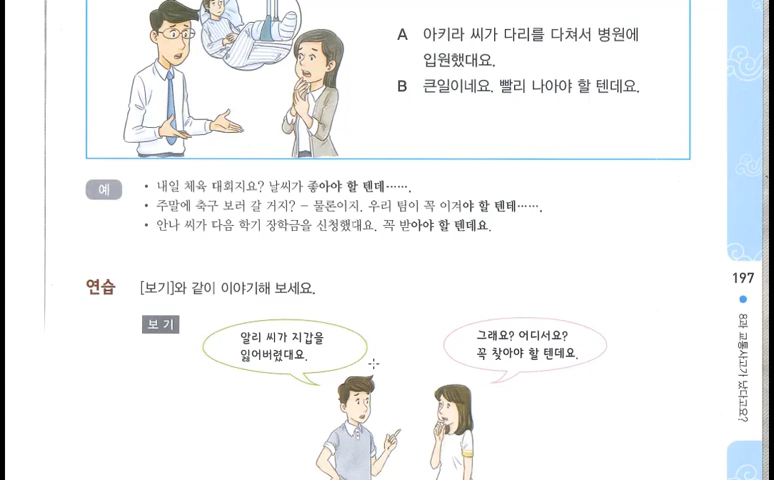 A 아키라 씨가 다리를 다쳐서 병원에
입원했대요.
B 큰일이네요. 빨리 나아야 할 텐데요.
예
• 내일 체육 대회지요? 날씨가 좋아야 할 텐데…….
• 주말에 축구 보러 갈 거지? – 물론이지. 우리 팀이 꼭 이겨야 할 텐테…….
• 안나 씨가 다음 학기 장학금을 신청했대요. 꼭 받아야 할 텐데요.
연습 [보기]와 같이 이야기해 보세요.
보기
알리 씨가 지갑을
잃어버렸대요.
그래요? 어디서요?
꼭 찾아야 할 텐데요.
197
8과 교통사고가 났다고요?